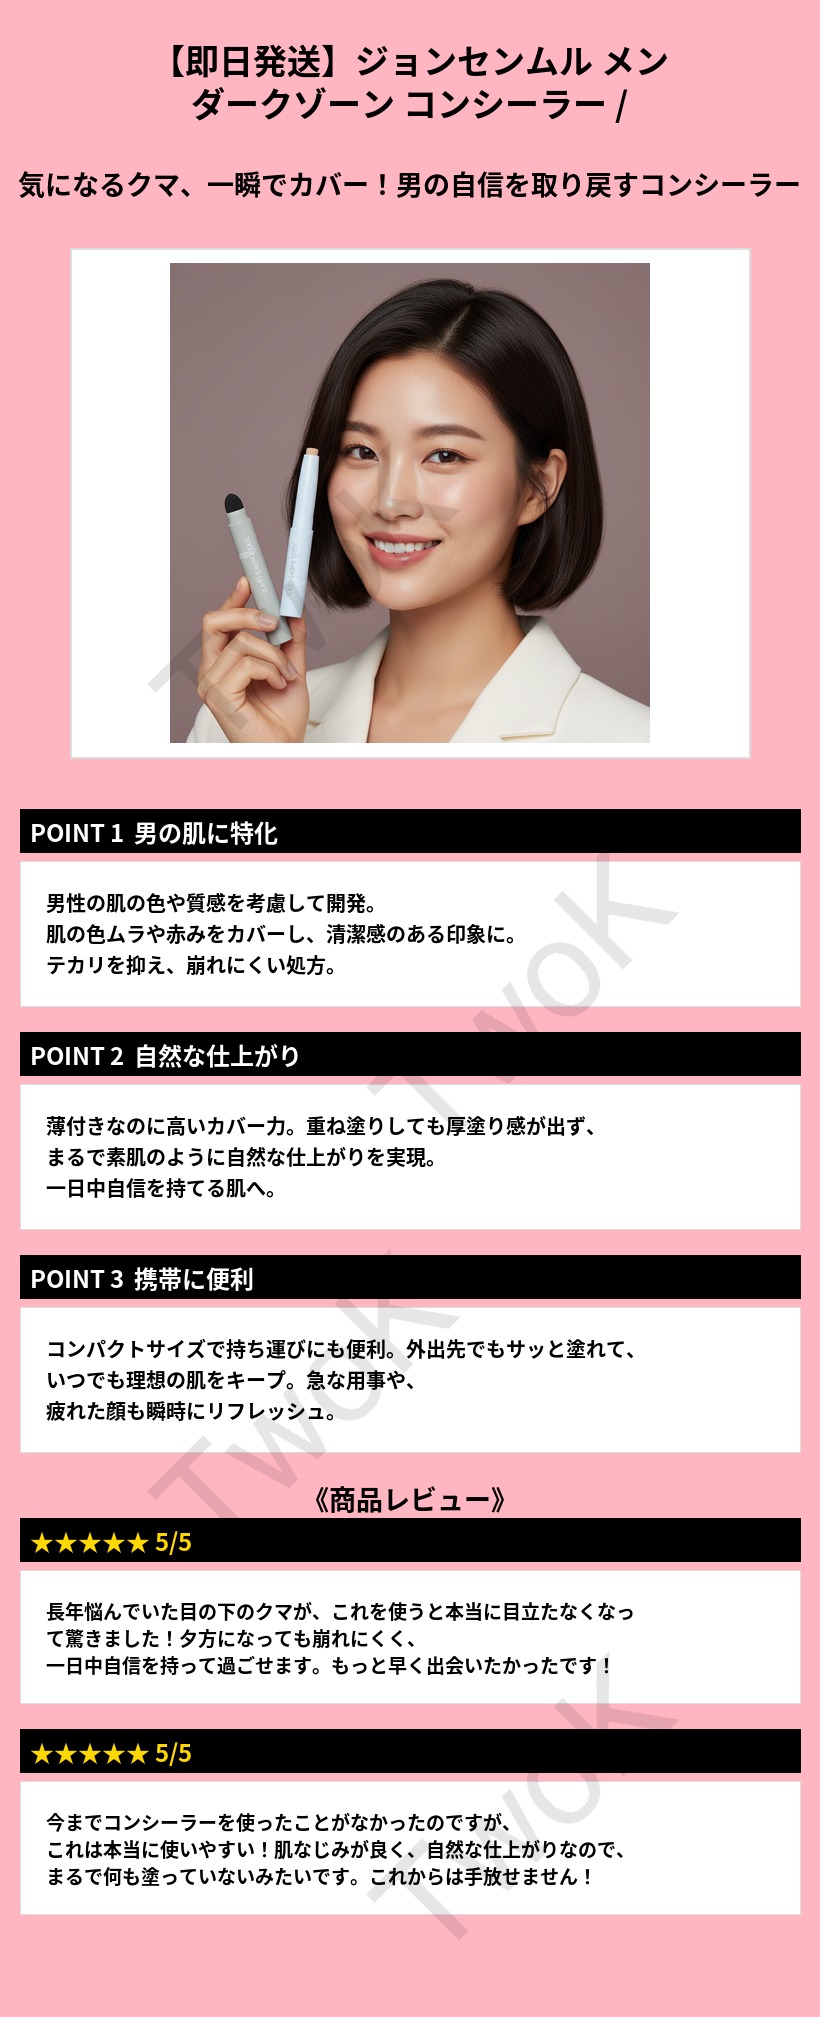 【即日発送】ジョンセンムル メン
ダークゾーン コンシーラー /
気になるクマ、一瞬でカバー！男の自信を取り戻すコンシーラー
POINT 1 男の肌に特化
男性の肌の色や質感を考慮して開発。
肌の色ムラや赤みをカバーし、清潔感のある印象に。
テカリを抑え、崩れにくい処方。
POINT 2 自然な仕上がり
薄付きなのに高いカバー力。重ね塗りしても厚塗り感が出ず、
まるで素肌のように自然な仕上がりを実現。
一日中自信を持てる肌へ。
POINT 3 携帯に便利
コンパクトサイズで持ち運びにも便利。外出先でもサッと塗れて、
いつでも理想の肌をキープ。急な用事や、
疲れた顔も瞬時にリフレッシュ。
《商品レビュー》
★★★★★ 5/5
長年悩んでいた目の下のクマが、これを使うと本当に目立たなくなっ
て驚きました！夕方になっても崩れにくく、
一日中自信を持って過ごせます。もっと早く出会いたかったです！
★★★★★ 5/5
今までコンシーラーを使ったことがなかったのですが、
これは本当に使いやすい！肌なじみが良く、自然な仕上がりなので、
まるで何も塗っていないみたいです。これからは手放せません！
TwoK
TwoK
TwoK
TwoK